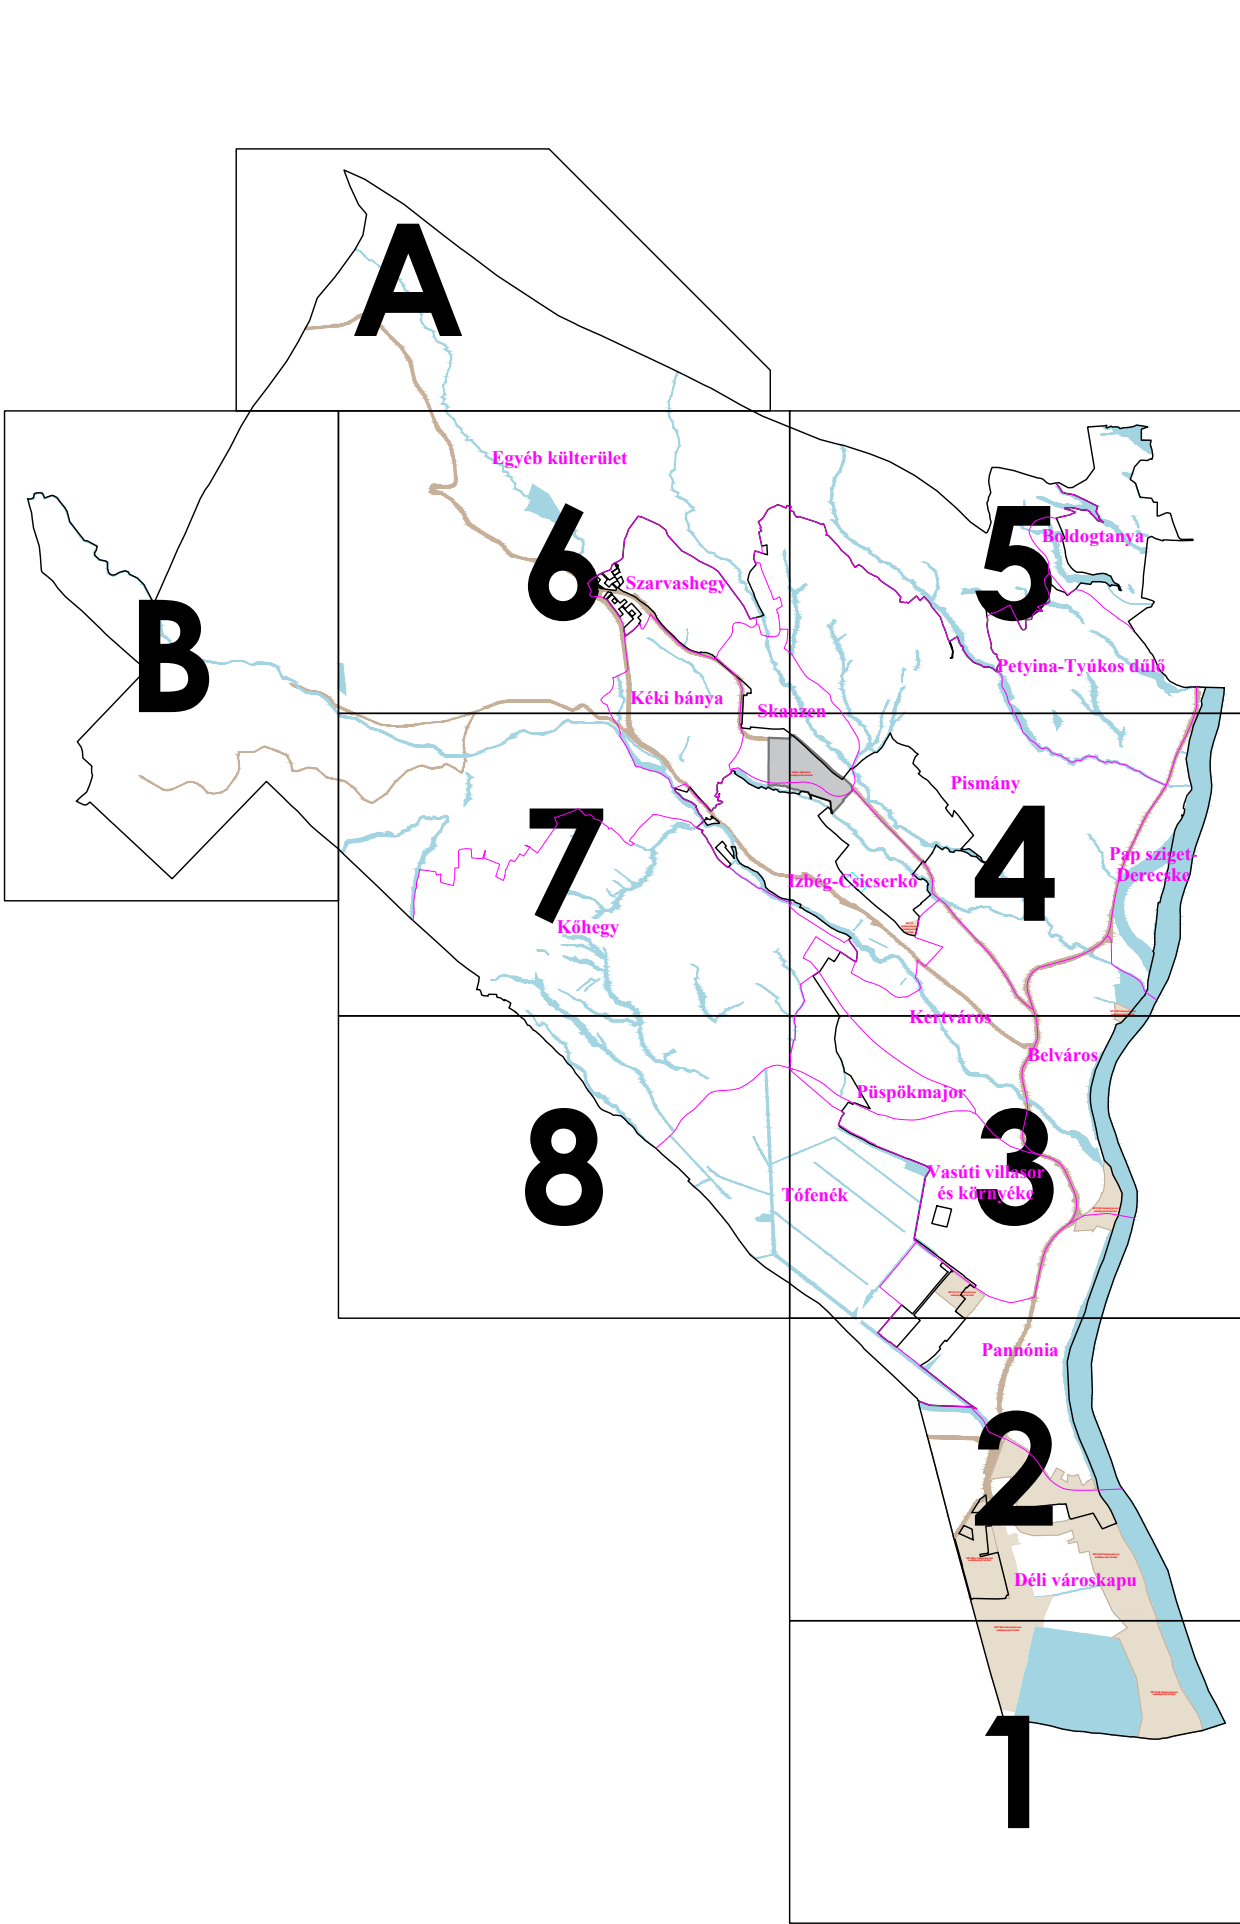 A
Egyéb külterület
6
5
Boldogtanya
Szarvashegy
B
Petyina-Tyúkos dűlő
Kéki bánya
Skanzen
Pismány
7
4
Pap sziget-
Derecske
Izbég-Csicserkó
Kőhegy
Kertváros
Belváros
Püspökmajor
8
3
Vasúti villasor
és környéke
Tófenék
Pannónia
2
Déli városkapu
1